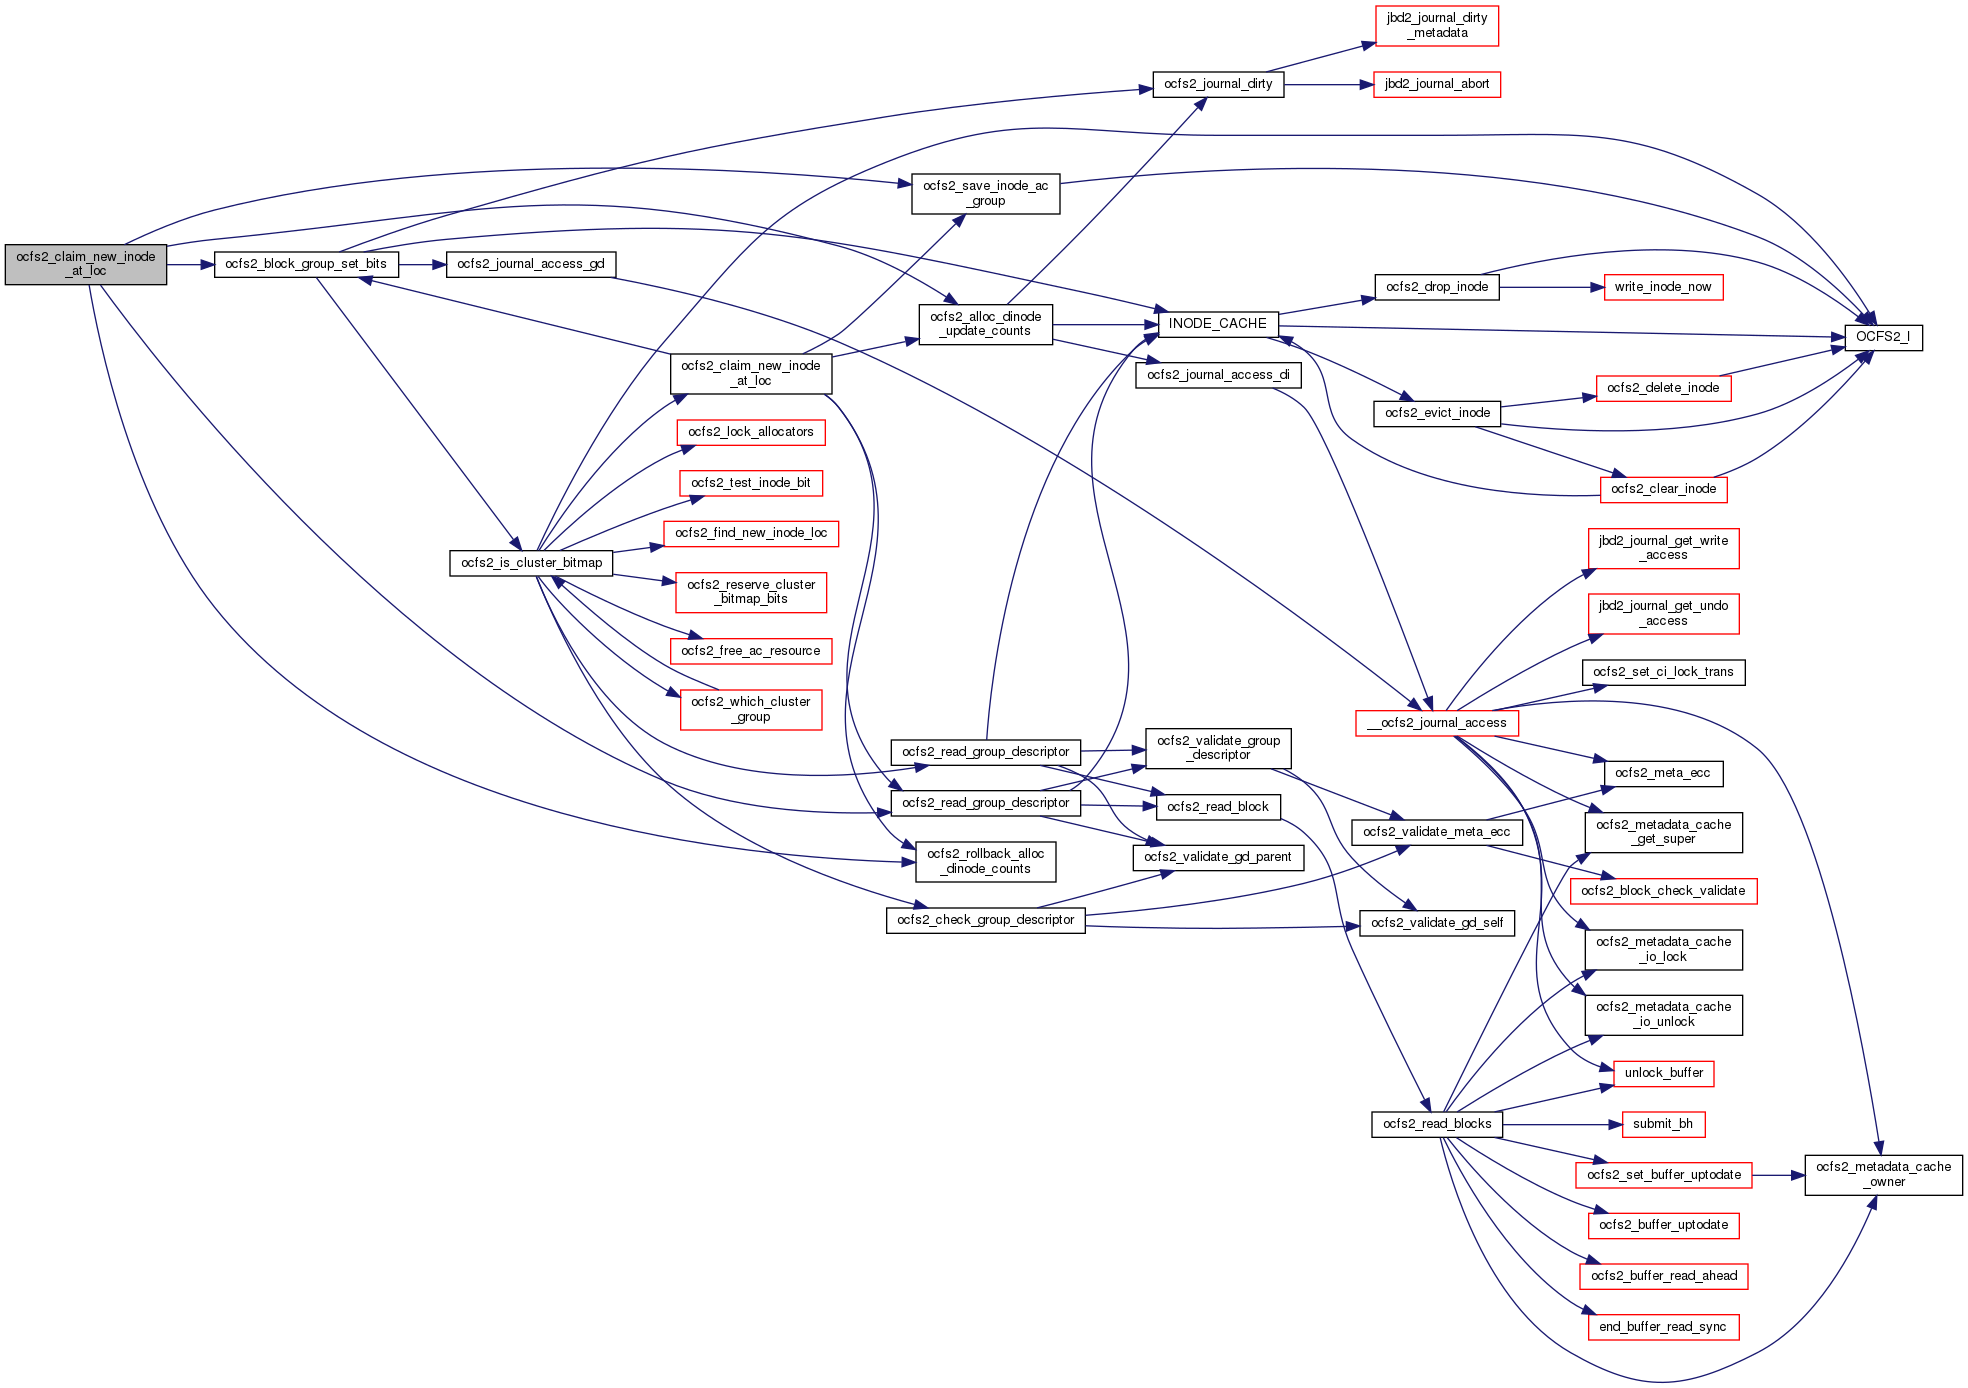 jbd2_journal_dirty
_metadata
ocfs2_journal_dirty
jbd2_journal_abort
ocfs2_save_inode_ac
_group
ocfs2_claim_new_inode
_at_loc
ocfs2_block_group_set_bits
ocfs2_journal_access_gd
ocfs2_drop_inode
write_inode_now
ocfs2_alloc_dinode
_update_counts
INODE_CACHE
OCFS2_I
ocfs2_claim_new_inode
_at_loc
ocfs2_journal_access_di
ocfs2_delete_inode
ocfs2_evict_inode
ocfs2_lock_allocators
ocfs2_test_inode_bit
ocfs2_clear_inode
ocfs2_find_new_inode_loc
jbd2_journal_get_write
_access
ocfs2_is_cluster_bitmap
ocfs2_reserve_cluster
_bitmap_bits
jbd2_journal_get_undo
_access
ocfs2_free_ac_resource
ocfs2_set_ci_lock_trans
ocfs2_which_cluster
_group
__ocfs2_journal_access
ocfs2_read_group_descriptor
ocfs2_validate_group
_descriptor
ocfs2_meta_ecc
ocfs2_read_group_descriptor
ocfs2_read_block
ocfs2_validate_meta_ecc
ocfs2_metadata_cache
_get_super
ocfs2_rollback_alloc
_dinode_counts
ocfs2_validate_gd_parent
ocfs2_block_check_validate
ocfs2_check_group_descriptor
ocfs2_validate_gd_self
ocfs2_metadata_cache
_io_lock
ocfs2_metadata_cache
_io_unlock
unlock_buffer
ocfs2_read_blocks
submit_bh
ocfs2_set_buffer_uptodate
ocfs2_metadata_cache
_owner
ocfs2_buffer_uptodate
ocfs2_buffer_read_ahead
end_buffer_read_sync